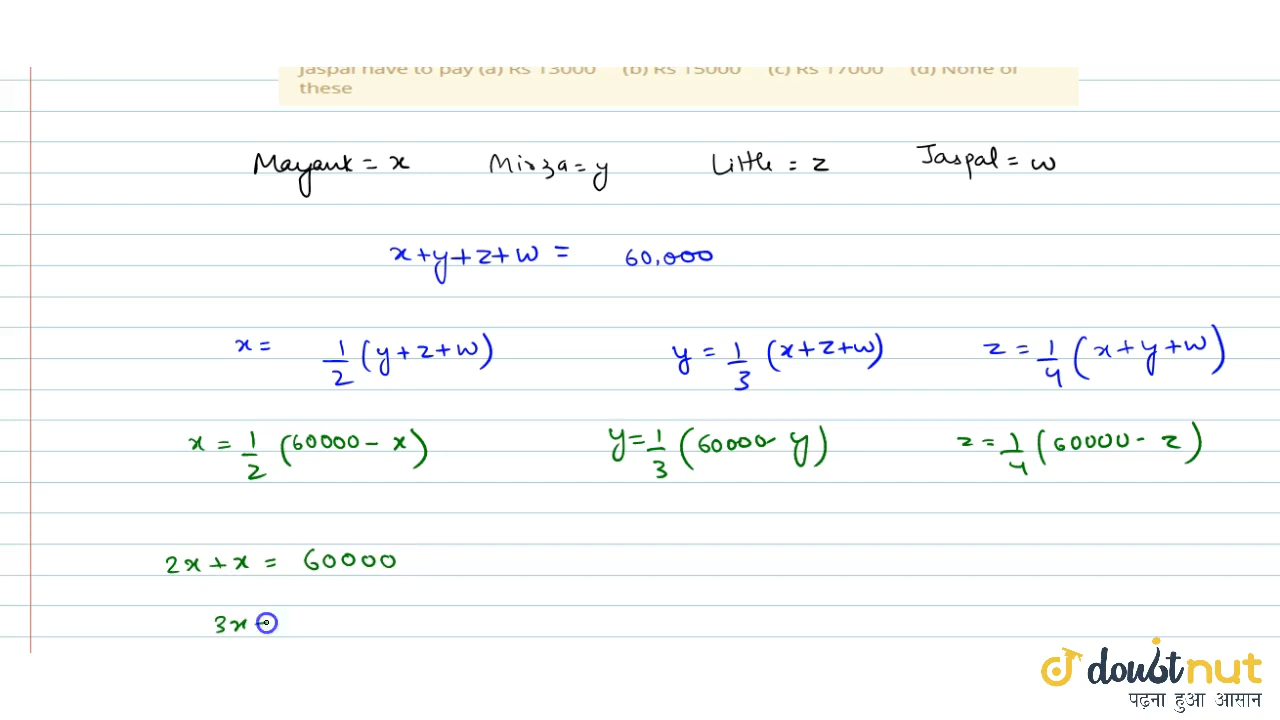 Jaspal have to pay (a) Rs 13000 (b) Rs 15000 (c) Rs 17000 (d) None of
these
Mayank = x Mirza = y Little = z Jaspal = w
x + y + z + w = 60,000
x = 1/2 (y + z + w) y = 1/3 (x + z + w) z = 1/4 (x + y + w)
x = 1/2 (60000 - x) y = 1/3 (60000 - y) z = 1/4 (60000 - z)
2x + x = 60000
3x
doubtnut
पढ़ना हुआ आसान